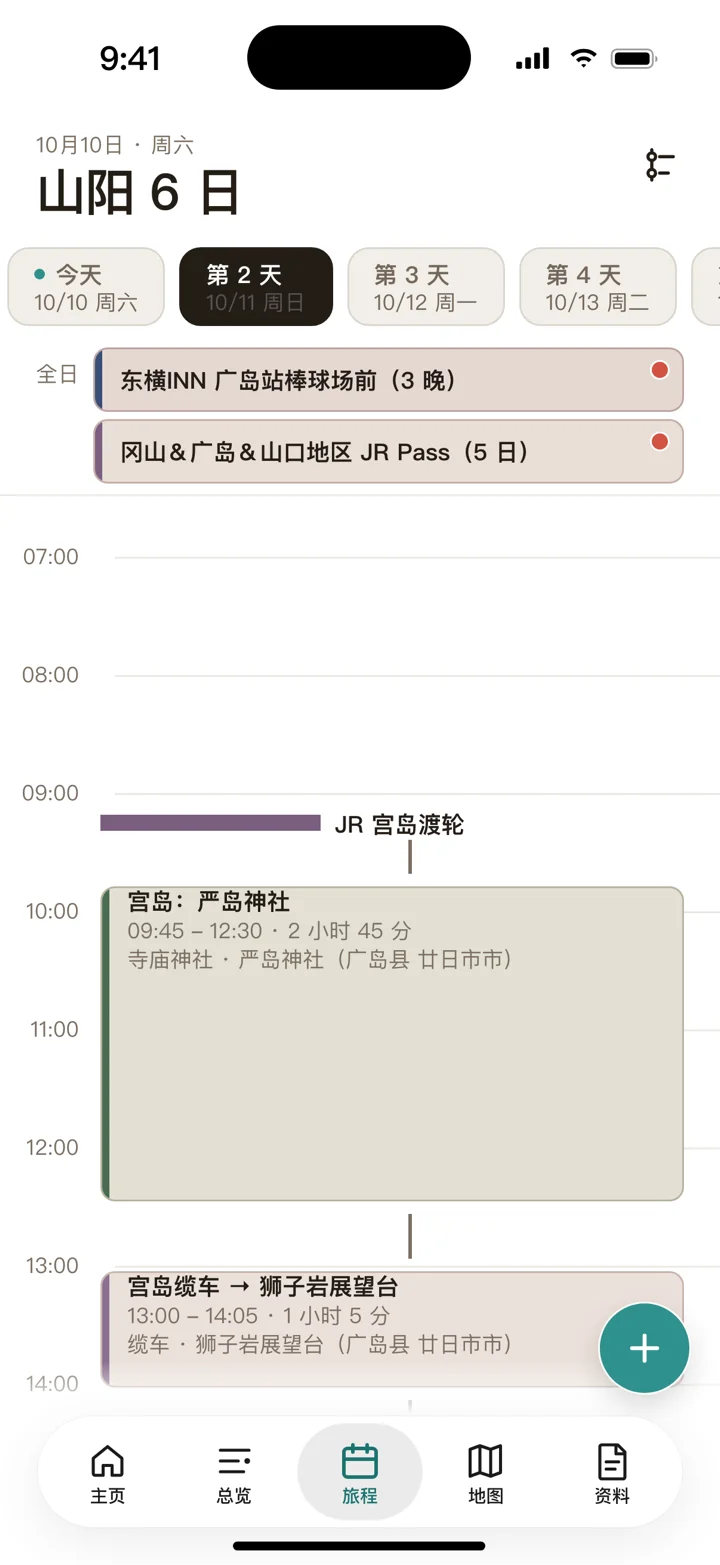 9:41
10月10日 · 周六
山阳 6 日
今天
10/10 周六
第 2 天
10/11 周日
第 3 天
10/12 周一
第 4 天
10/13 周二
全日
东横INN 广岛站棒球场前（3 晚）
冈山＆广岛＆山口地区 JR Pass（5 日）
07:00
08:00
09:00
JR 宫岛渡轮
10:00
宫岛：严岛神社
09:45 – 12:30 · 2 小时 45 分
寺庙神社 · 严岛神社（广岛县 廿日市市）
11:00
12:00
13:00
宫岛缆车 → 狮子岩展望台
13:00 – 14:05 · 1 小时 5 分
缆车 · 狮子岩展望台（广岛县 廿日市市）
14:00
主页
总览
旅程
地图
资料